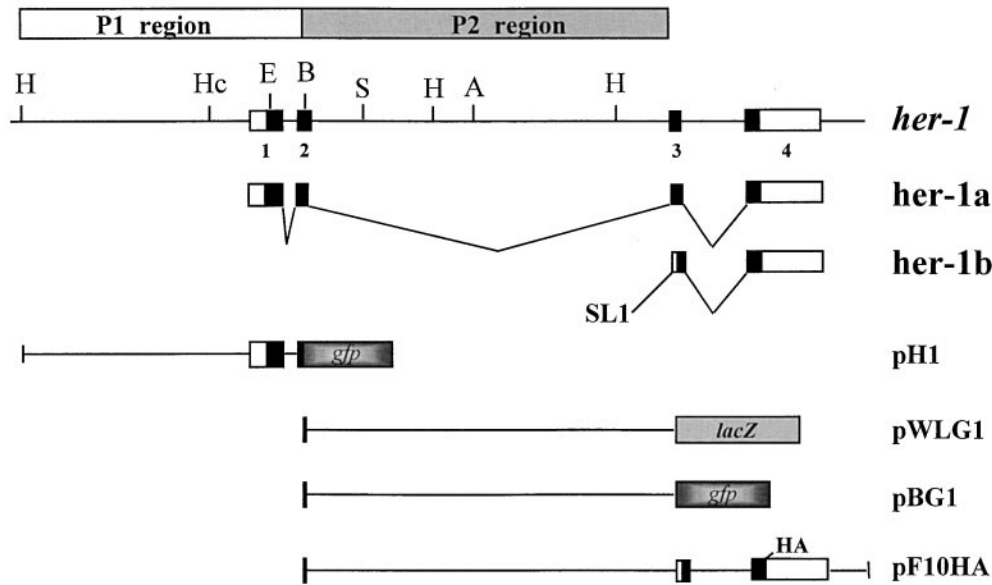 P1 region P2 region
H Hc E B S H A H
her-1
1 2 3 4
her-1a
her-1b
SL1
gfp pH1
lacZ pWLG1
gfp pBG1
HA
pF10HA